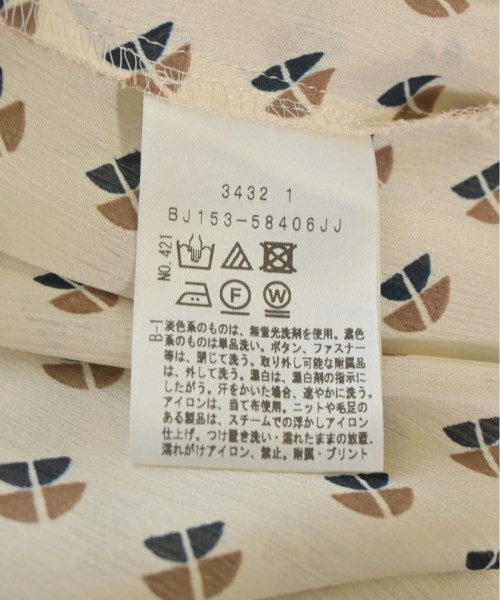 3432 1
BJ153-58406JJ
NO.421
F W
B-1
淡色系のものは、無蛍光洗剤を使用。濃色
系のものは単品洗い。ボタン、ファスナー
等は、閉じて洗う。取り外し可能な附属品
は、外して洗う。漂白は、漂白剤の指示に
したがう。汗をかいた場合、速やかに洗う。
アイロンは、当て布使用。ニットや毛足の
ある製品は、スチームでの浮かしアイロン
仕上げ。つけ置き洗い・濡れたままの放置、
濡れがけアイロン、禁止。附属・プリント